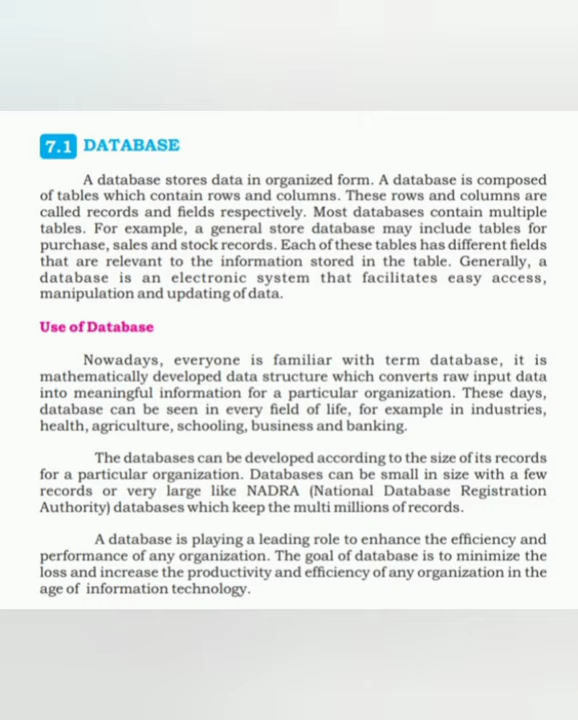 7.1 DATABASE
A database stores data in organized form. A database is composed
of tables which contain rows and columns. These rows and columns are
called records and fields respectively. Most databases contain multiple
tables. For example, a general store database may include tables for
purchase, sales and stock records. Each of these tables has different fields
that are relevant to the information stored in the table. Generally, a
database is an electronic system that facilitates easy access,
manipulation and updating of data.
Use of Database
Nowadays, everyone is familiar with term database, it is
mathematically developed data structure which converts raw input data
into meaningful information for a particular organization. These days,
database can be seen in every field of life, for example in industries,
health, agriculture, schooling, business and banking.
The databases can be developed according to the size of its records
for a particular organization. Databases can be small in size with a few
records or very large like NADRA (National Database Registration
Authority) databases which keep the multi millions of records.
A database is playing a leading role to enhance the efficiency and
performance of any organization. The goal of database is to minimize the
loss and increase the productivity and efficiency of any organization in the
age of information technology.